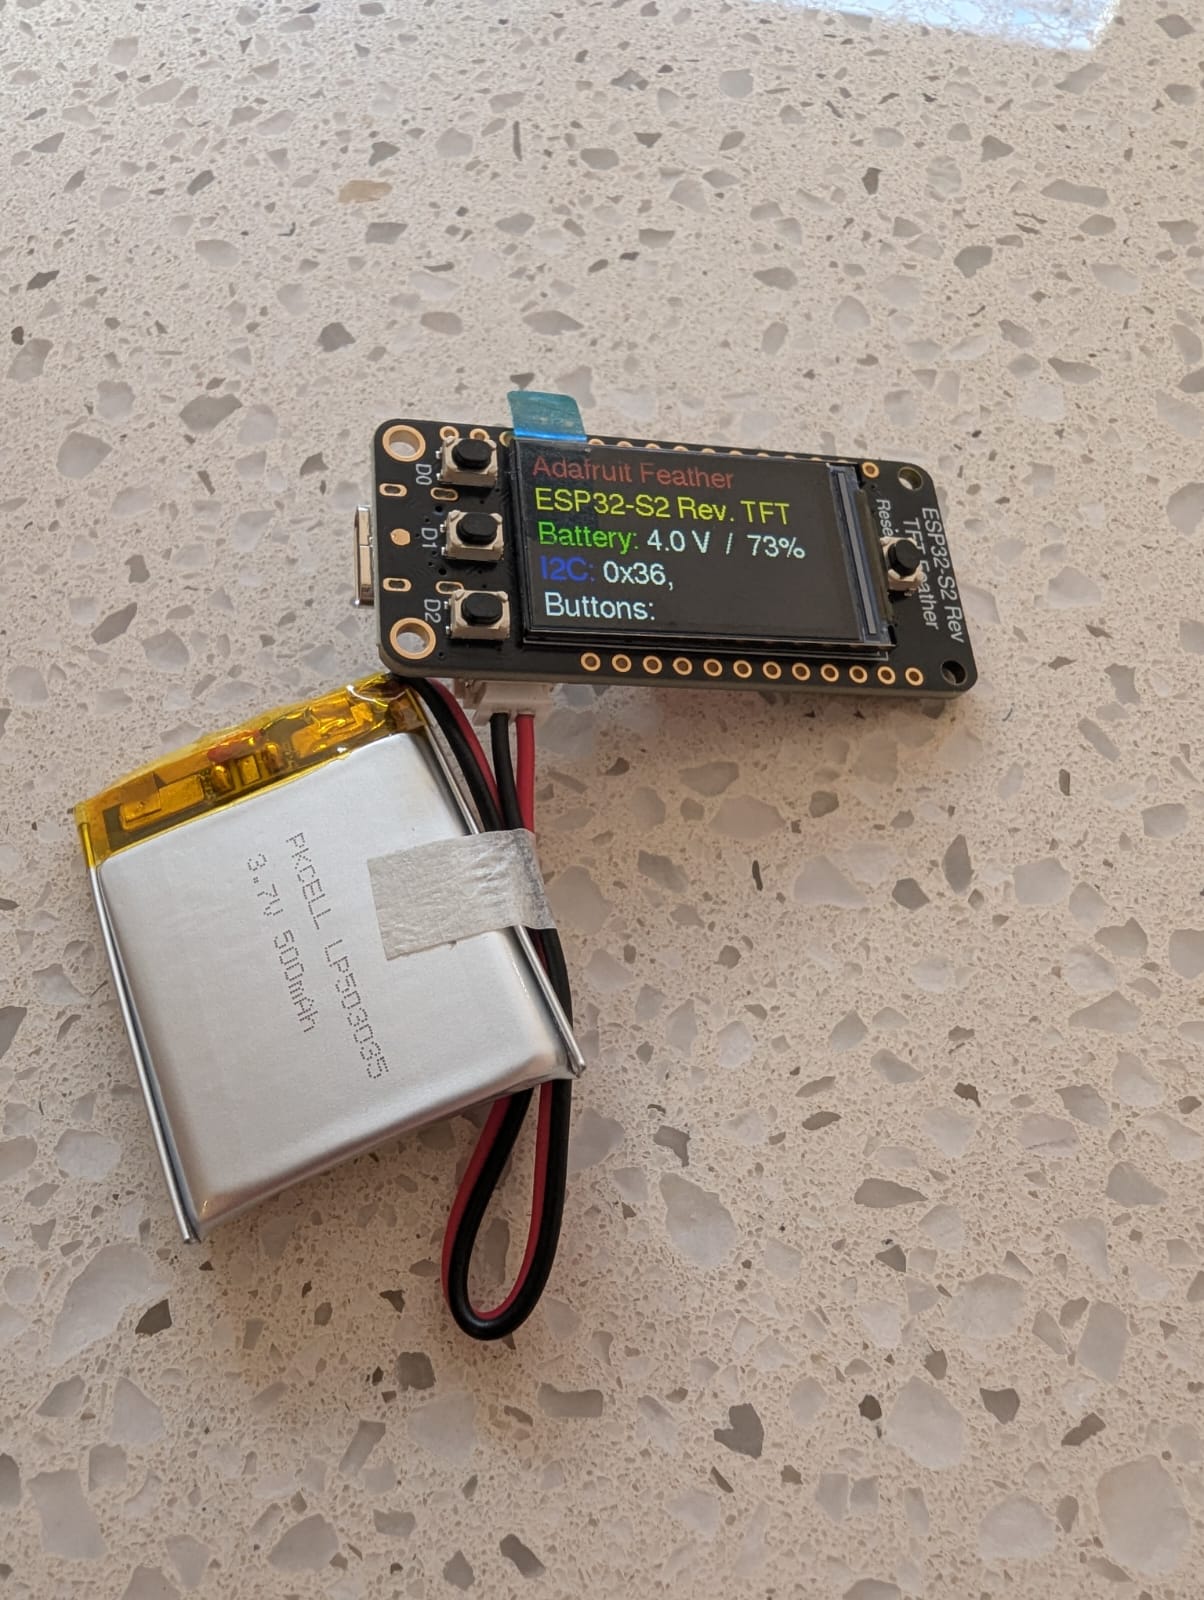 Adafruit Feather
ESP32-S2 Rev. TFT
Battery: 4.0 V / 73%
I2C: 0x36,
Buttons:
D0
D1
D2
Rese
ESP32-S2 Rev
TFT Feather
PKCELL LP503035
3.7V 500mAh